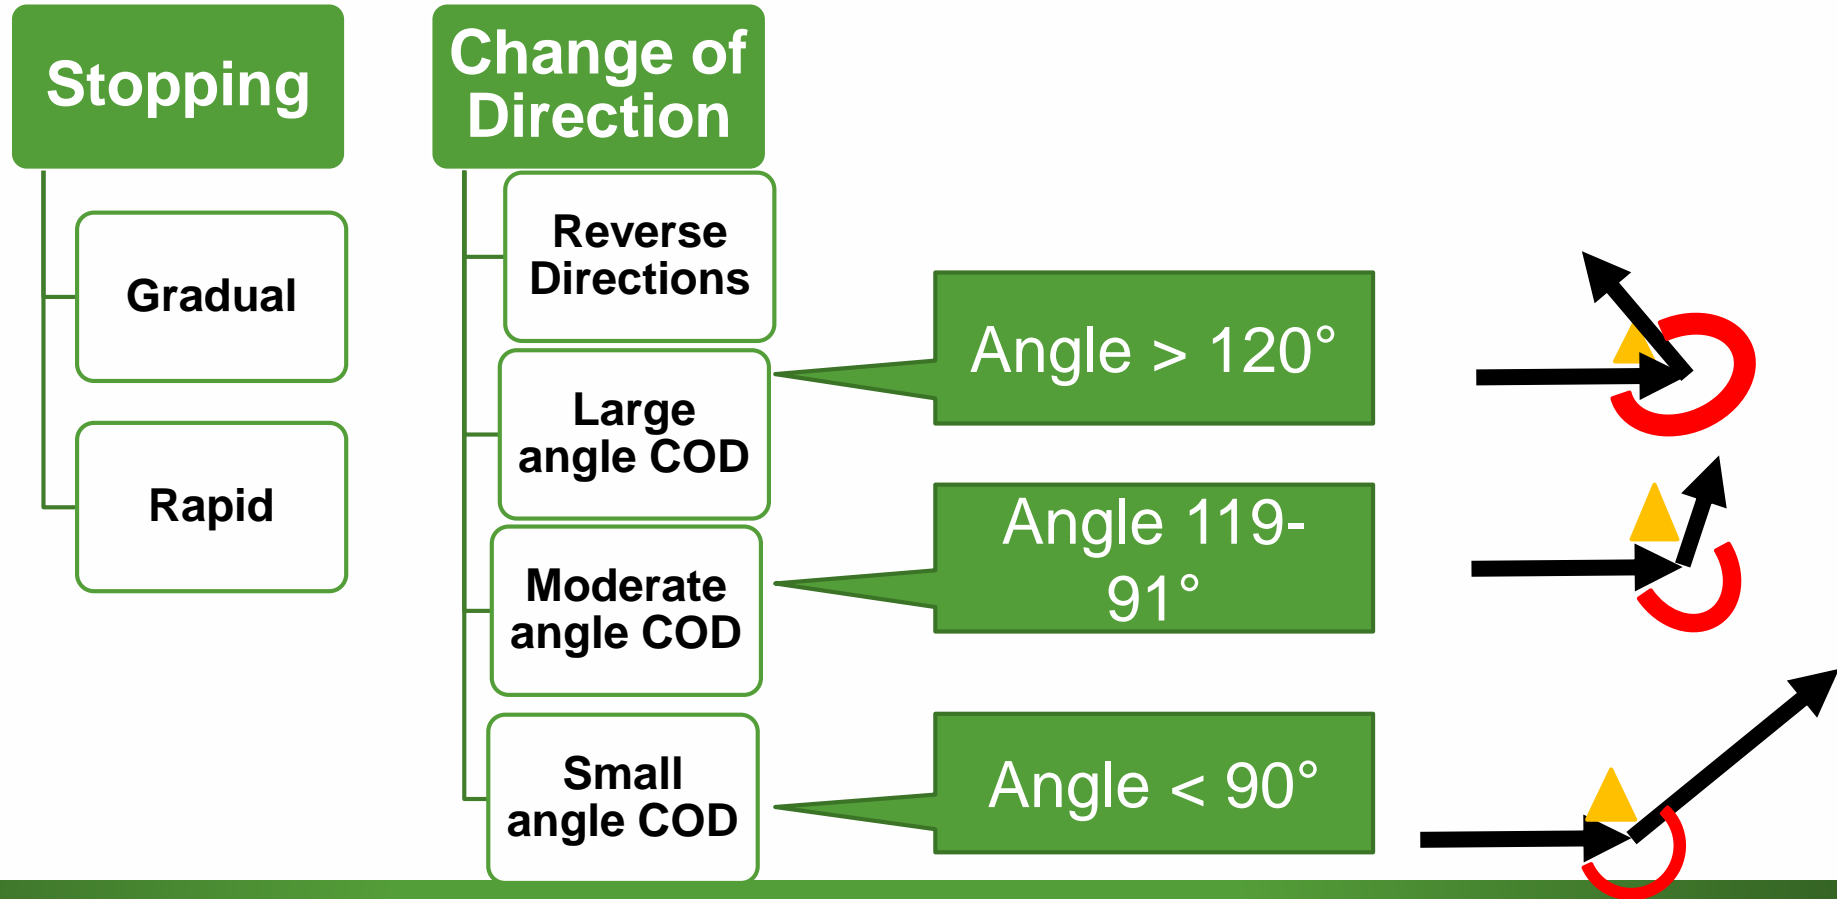 Stopping
Gradual
Rapid
Change of
Direction
Reverse
Directions
Large
angle COD
Moderate
angle COD
Small
angle COD
Angle > 120°
Angle 119-
91°
Angle < 90°